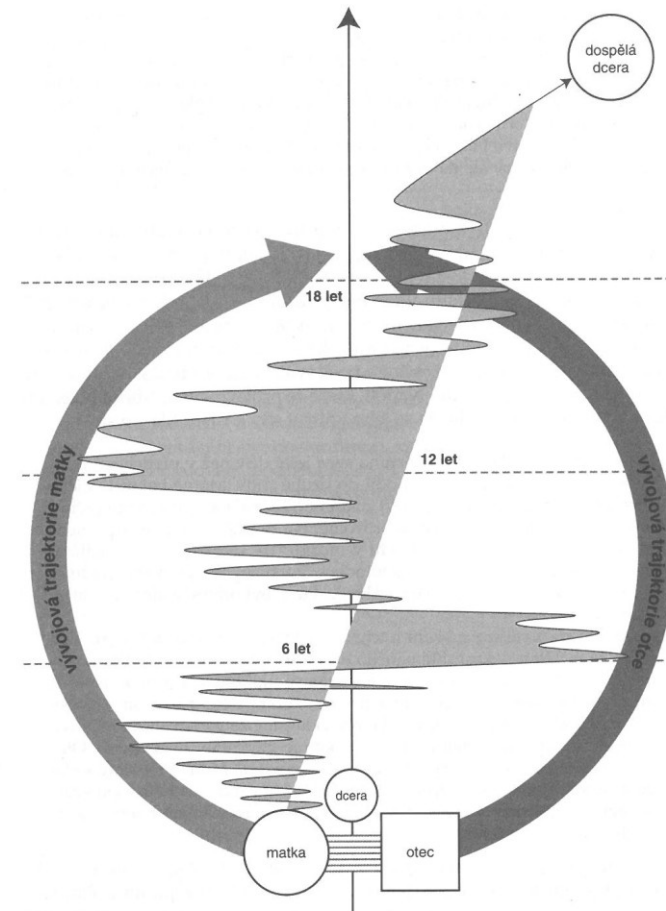 dospělá
dcera
18 let
12 let
vývojová trajektorie matky
vývojová trajektorie otce
6 let
dcera
matka
otec